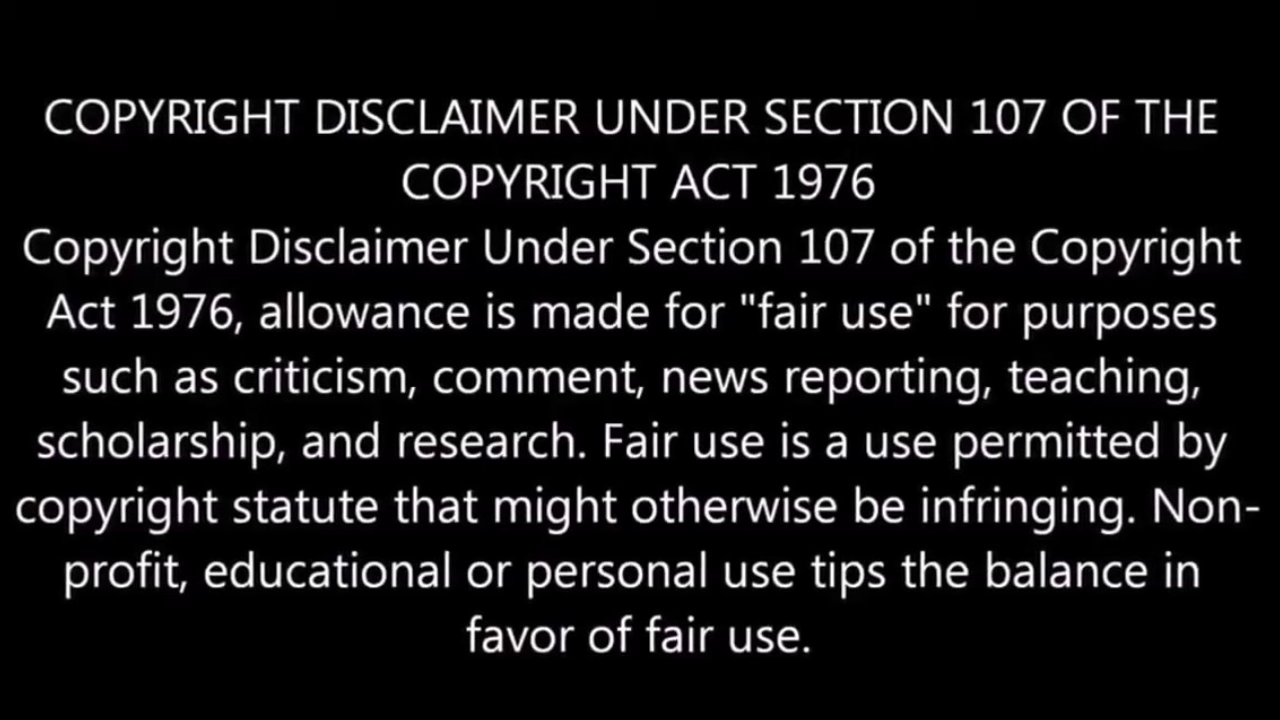 COPYRIGHT DISCLAIMER UNDER SECTION 107 OF THE
COPYRIGHT ACT 1976
Copyright Disclaimer Under Section 107 of the Copyright
Act 1976, allowance is made for "fair use" for purposes
such as criticism, comment, news reporting, teaching,
scholarship, and research. Fair use is a use permitted by
copyright statute that might otherwise be infringing. Non-
profit, educational or personal use tips the balance in
favor of fair use.